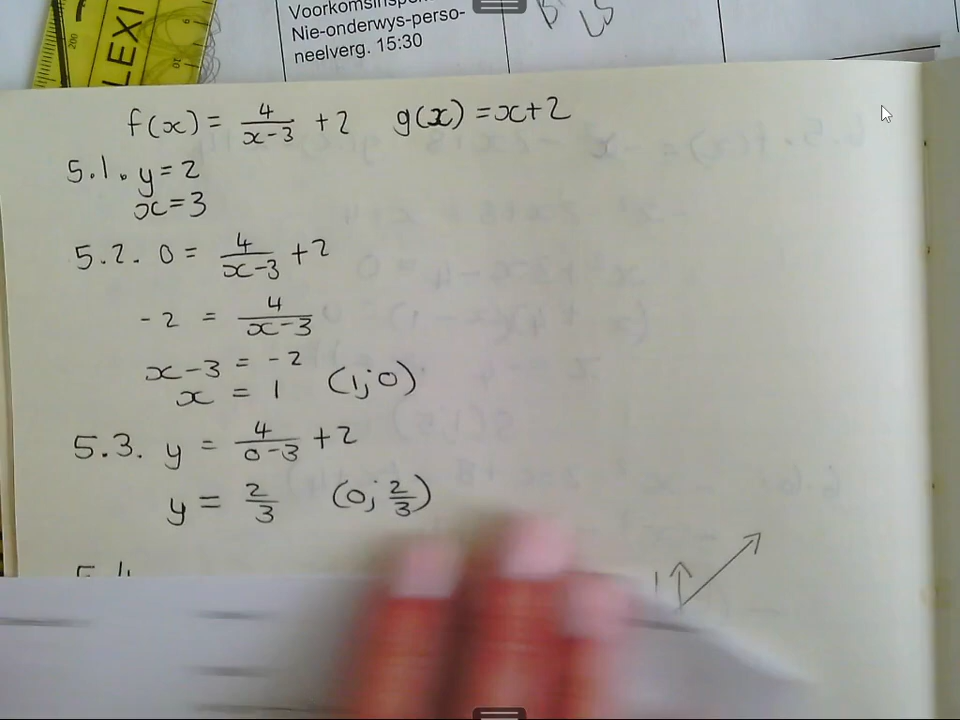 LEXI
Voorkomsinspek
Nie-onderwys-perso-
neelverg. 15:30
f(x) = 4/(x-3) + 2 g(x) = x+2
5.1. y = 2
x = 3
5.2. 0 = 4/(x-3) + 2
-2 = 4/(x-3)
x-3 = -2
x = 1 (1;0)
5.3. y = 4/(0-3) + 2
y = 2/3 (0; 2/3)